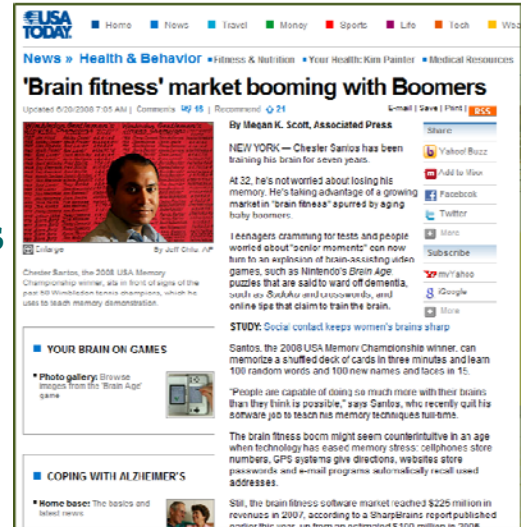 USA
TODAY
Home News Travel Money Sports Life Tech Wea
News » Health & Behavior Fitness & Nutrition Your Health: Kim Painter Medical Resources
'Brain fitness' market booming with Boomers
Updated 6/20/2008 7:05 AM | Comments 15 | Recommend 21
E-mail | Save | Print | RSS
Enlarge By Jeff Chiu, AP
Chester Santos, the 2008 USA Memory
Championship winner, sits in front of signs of the
past 50 Wimbledon tennis champions, which he
uses to teach memory demonstration.
YOUR BRAIN ON GAMES
Photo gallery: Browse
images from the 'Brain Age'
game
COPING WITH ALZHEIMER'S
Home base: The basics and
latest news
By Megan K. Scott, Associated Press
NEW YORK — Chester Santos has been
training his brain for seven years.
At 32, he's not worried about losing his
memory. He's taking advantage of a growing
market in "brain fitness" spurred by aging
baby boomers.
Teenagers cramming for tests and people
worried about "senior moments" can now
turn to an explosion of brain-assisting video
games, such as Nintendo's Brain Age,
puzzles that are said to ward off dementia,
such as Sudoku and crosswords, and
online tips that claim to train the brain.
STUDY: Social contact keeps women's brains sharp
Santos, the 2008 USA Memory Championship winner, can
memorize a shuffled deck of cards in three minutes and learn
100 random words and 100 new names and faces in 15.
"People are capable of doing so much more with their brains
than they think is possible," says Santos, who recently quit his
software job to teach his memory techniques full-time.
The brain fitness boom might seem counterintuitive in an age
when technology has eased memory stress: cellphones store
numbers, GPS systems give directions, websites store
passwords and e-mail programs automatically recall used
addresses.
Still, the brain fitness software market reached $225 million in
revenues in 2007, according to a SharpBrains report published
earlier this year, up from an estimated $100 million in 2005
Share
Yahoo! Buzz
Add to Mixx
Facebook
Twitter
More
Subscribe
myYahoo
iGoogle
More
S